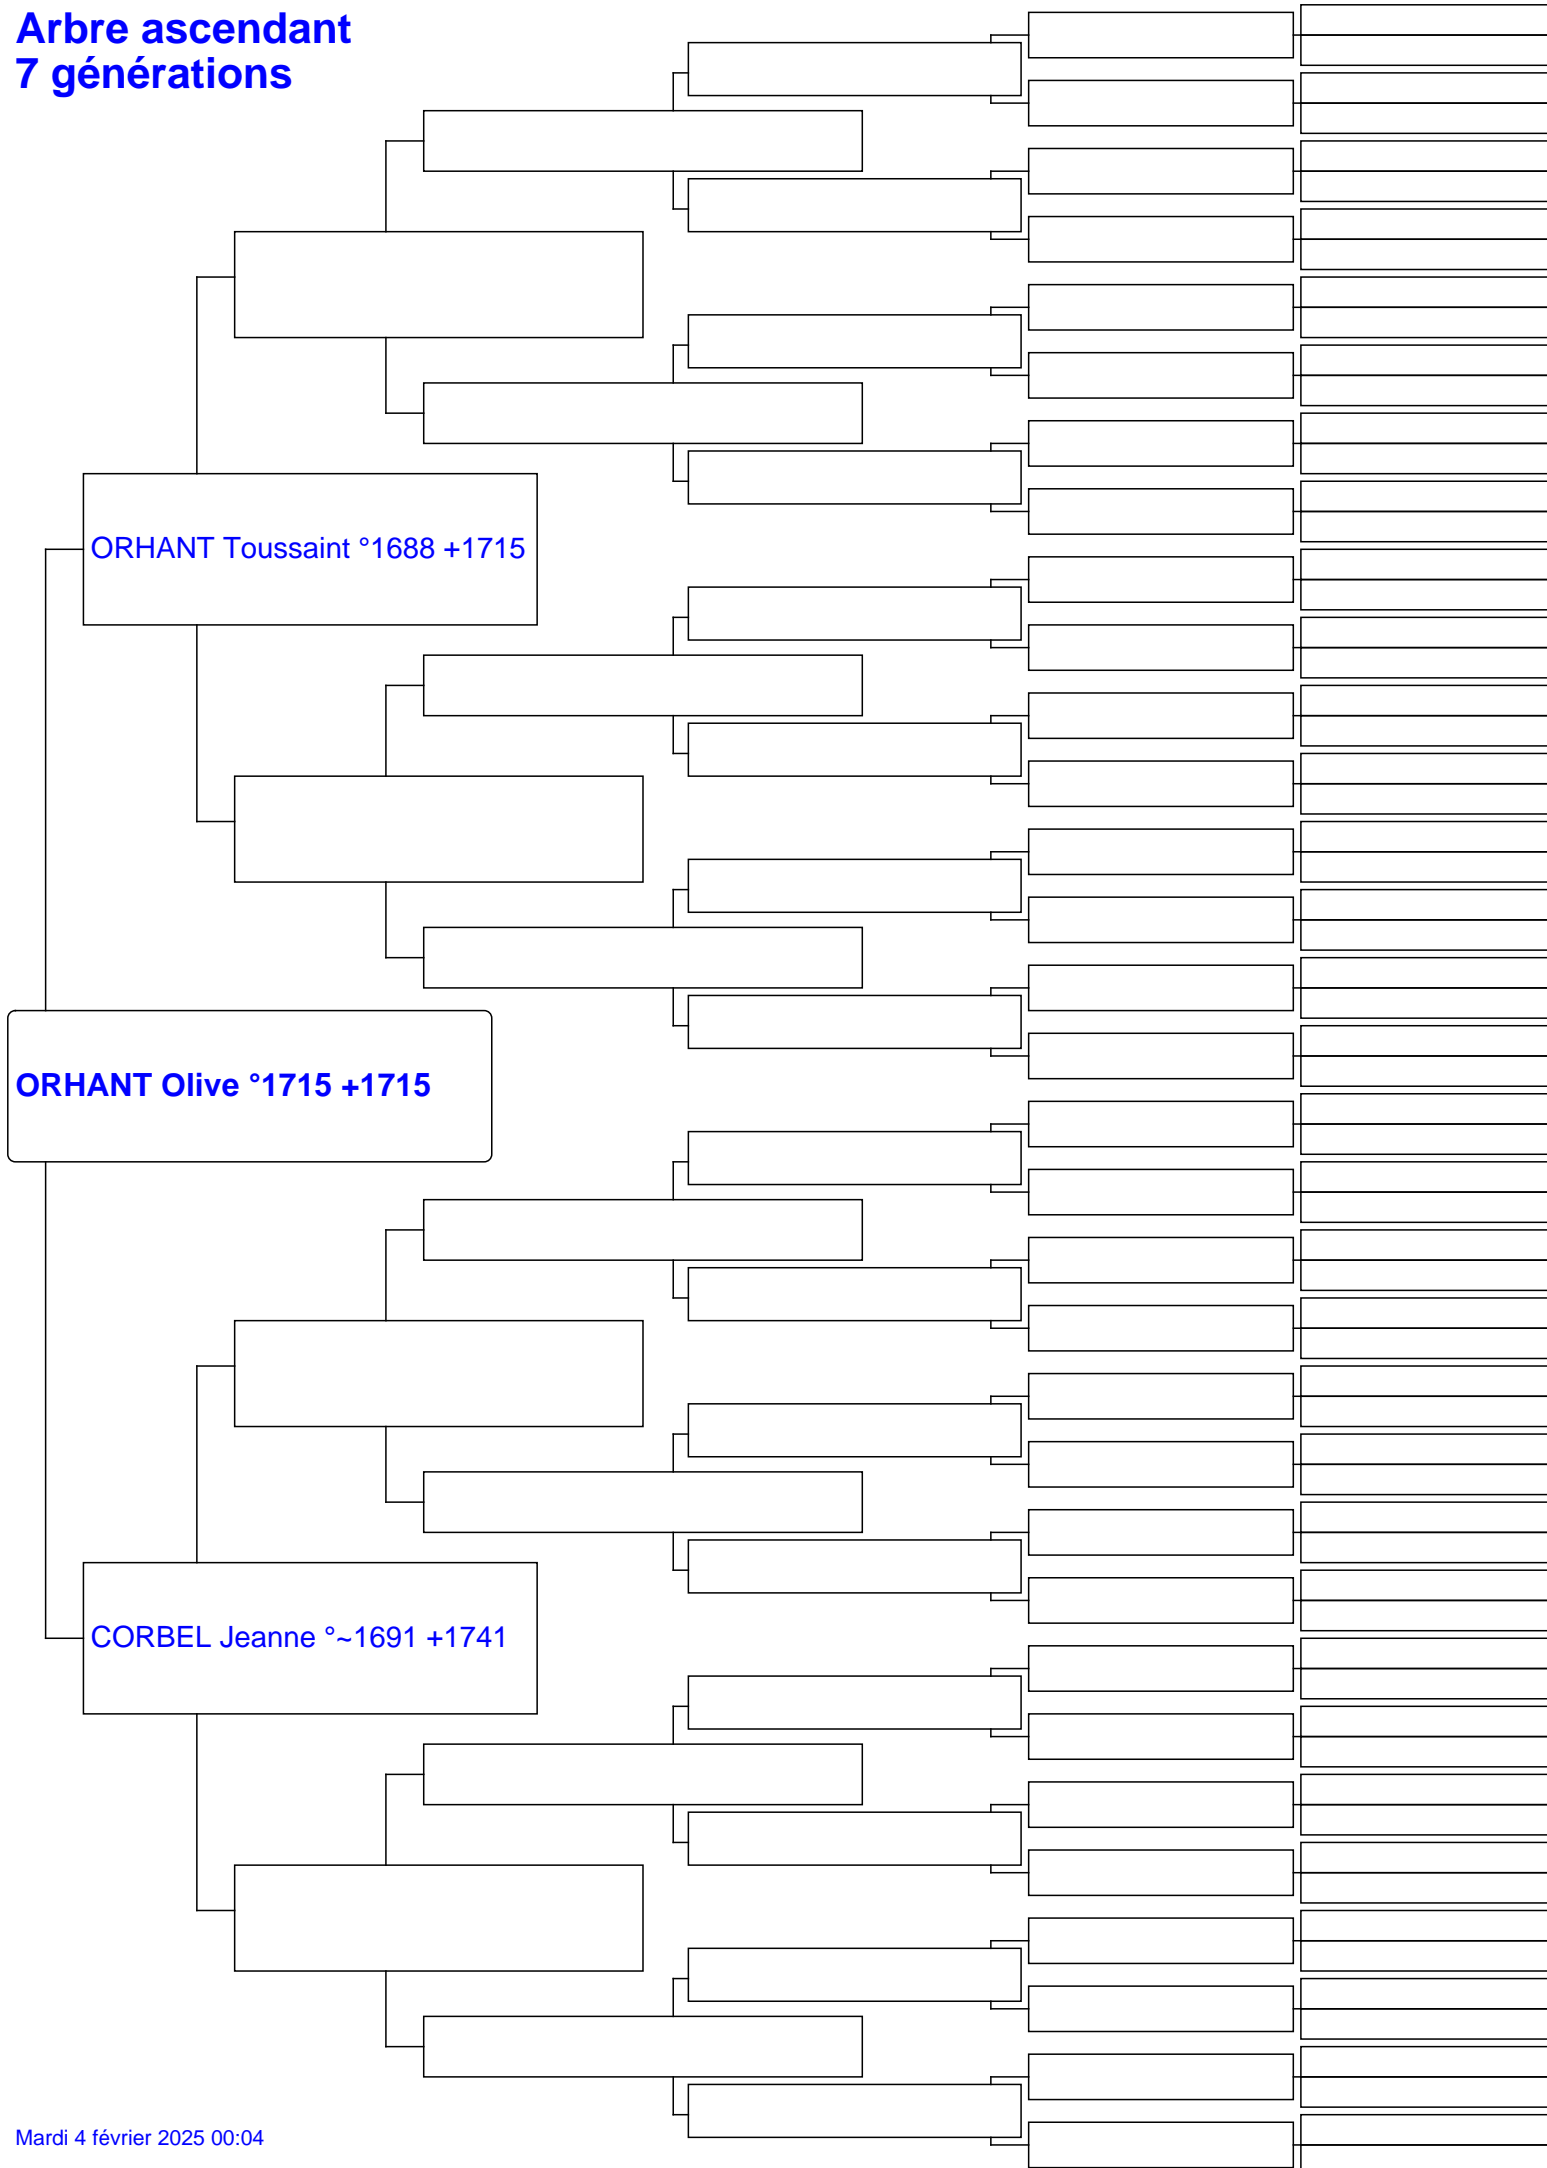 Arbre ascendant
7 générations
ORHANT Toussaint °1688 +1715
ORHANT Olive °1715 +1715
CORBEL Jeanne °~1691 +1741
Mardi 4 février 2025 00:04